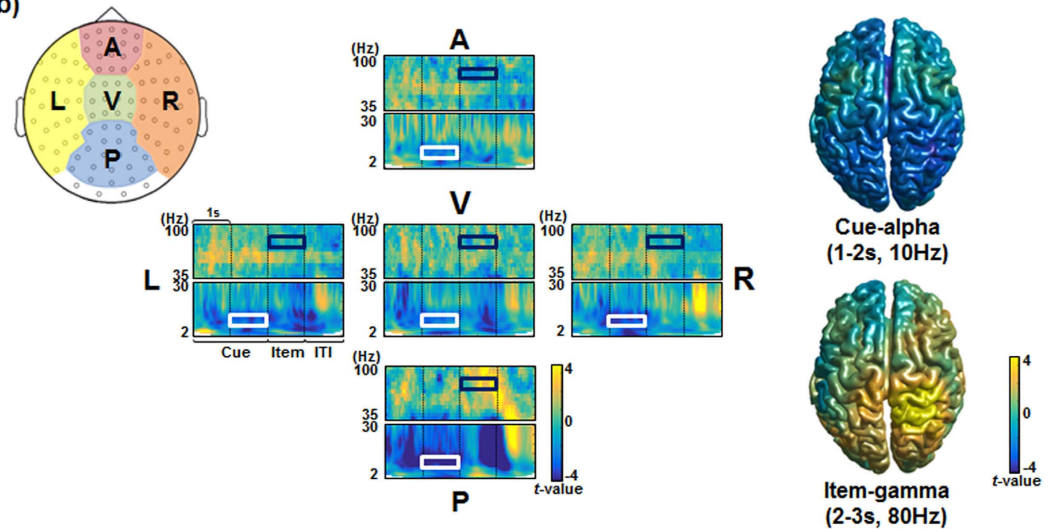 b)
A
L
V
R
P
A
(Hz)
100
35
30
2
V
1s
(Hz)
100
35
30
2
L
Cue
Item
ITI
(Hz)
100
35
30
2
(Hz)
100
35
30
2
R
(Hz)
100
35
30
2
P
4
0
-4
t-value
Cue-alpha
(1-2s, 10Hz)
Item-gamma
(2-3s, 80Hz)
4
0
-4
t-value